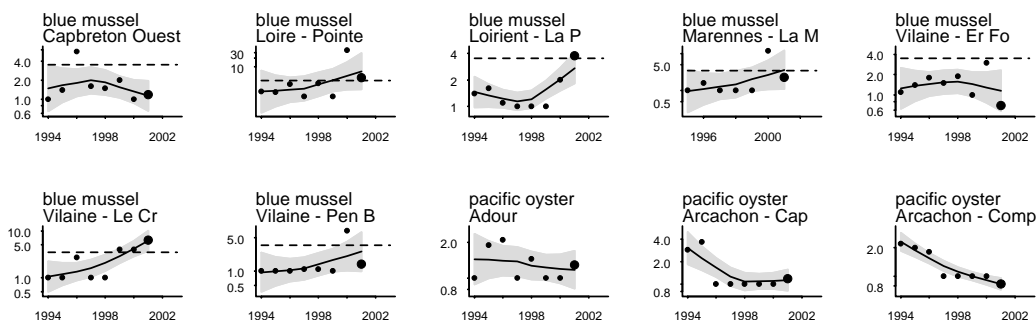 blue mussel
Capbreton Ouest
4.0
2.0
1.0
0.6
1994 1998 2002
blue mussel
Loire - Pointe
30
10
1994 1998 2002
blue mussel
Loirient - La P
4
2
1
1994 1998 2002
blue mussel
Marennes - La M
5.0
0.5
1996 2000
blue mussel
Vilaine - Er Fo
4.0
2.0
1.0
0.6
1994 1998 2002
blue mussel
Vilaine - Le Cr
10.0
5.0
1.0
0.5
1994 1998 2002
blue mussel
Vilaine - Pen B
5.0
1.0
0.5
1994 1998 2002
pacific oyster
Adour
2.0
0.8
1994 1998 2002
pacific oyster
Arcachon - Cap
4.0
2.0
0.8
1994 1998 2002
pacific oyster
Arcachon - Comp
2.0
0.8
1994 1998 2002